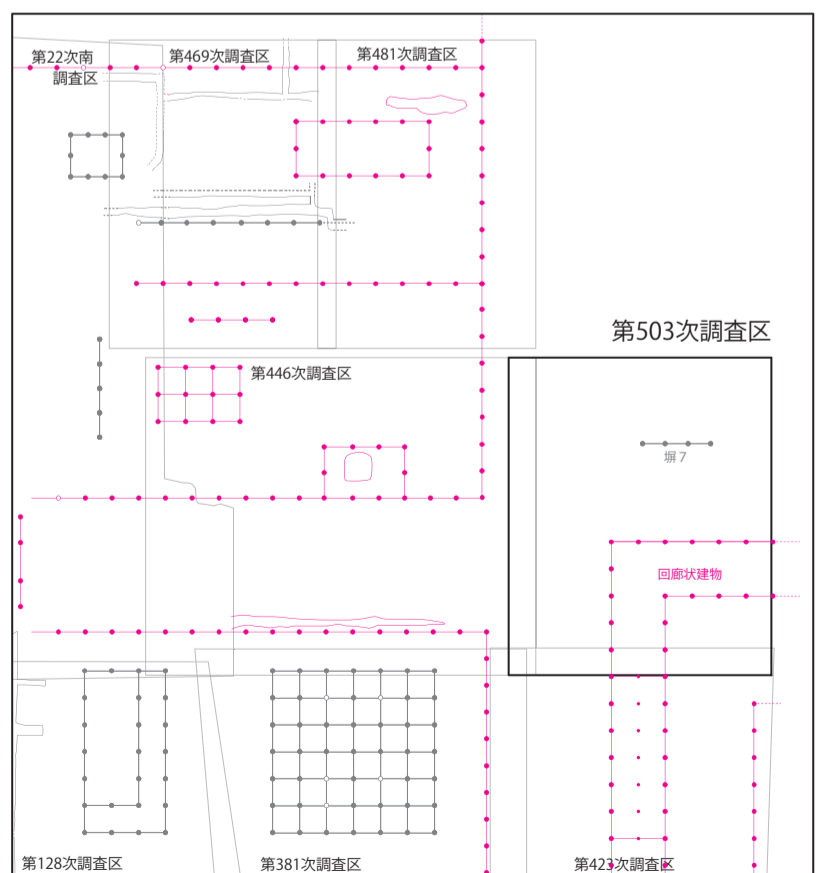 第22次南
調査区
第469次調査区
第481次調査区
第503次調査区
第446次調査区
塀7
回廊状建物
第128次調査区
第381次調査区
第423次調査区